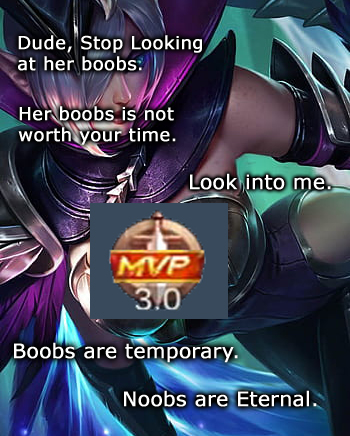 Dude, Stop Looking
at her boobs.
Her boobs is not
worth your time.
Look into me.
MVP
3.0
Boobs are temporary.
Noobs are Eternal.